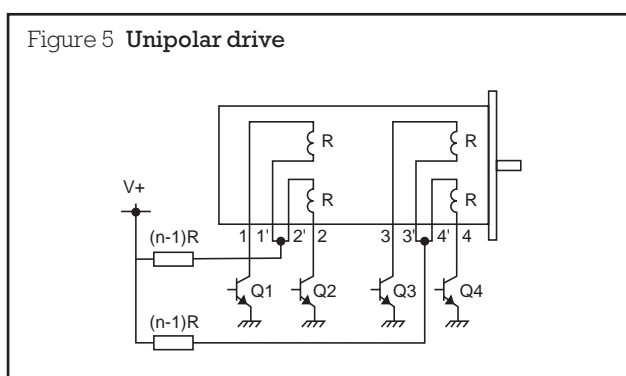 Figure 5 Unipolar drive
R
R
R
R
V+
1 1' 2' 2 3 3' 4' 4
(n-1)R
Q1 Q2 Q3 Q4
(n-1)R